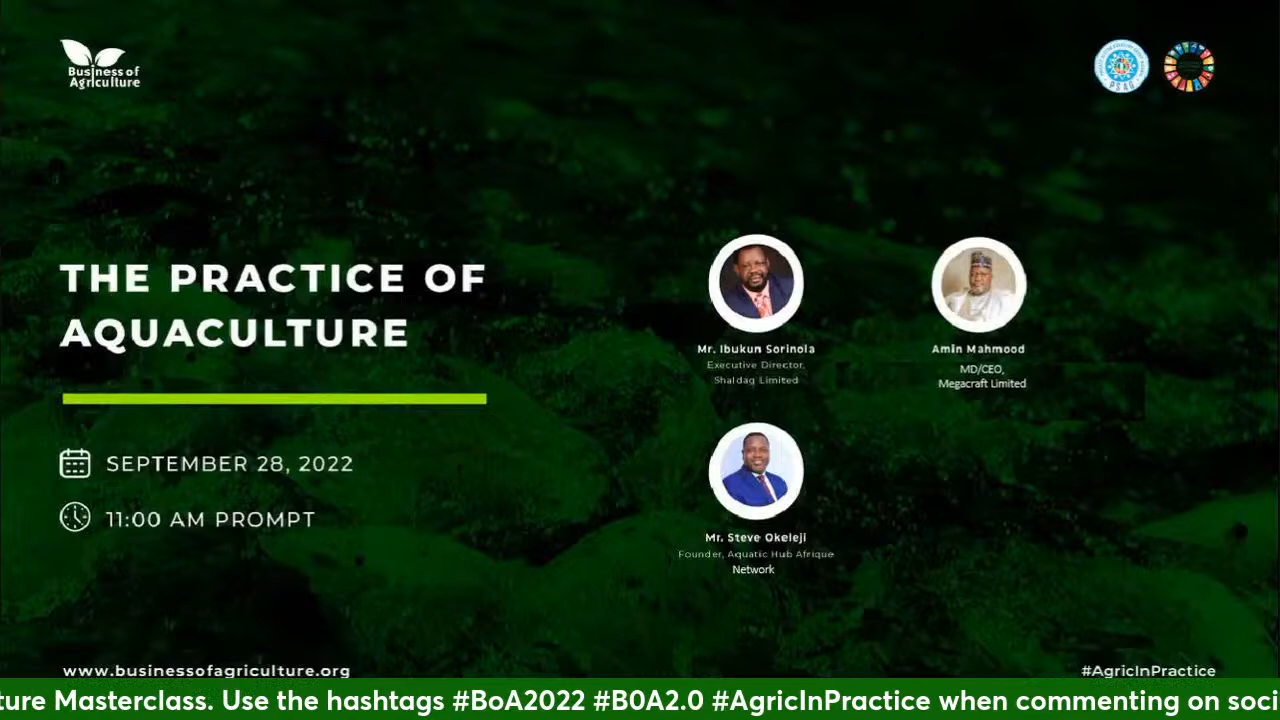 Business of
Agriculture
PSAG
THE PRACTICE OF
AQUACULTURE
SEPTEMBER 28, 2022
11:00 AM PROMPT
Mr. Ibukun Sorinola
Executive Director,
Shaldag Limited
Amin Mahmood
MD/CEO,
Megacraft Limited
Mr. Steve Okeleji
Founder, Aquatic Hub Afrique
Network
www.businessofagriculture.org
#AgricInPractice
ture Masterclass. Use the hashtags #BoA2022 #B0A2.0 #AgricInPractice when commenting on soci